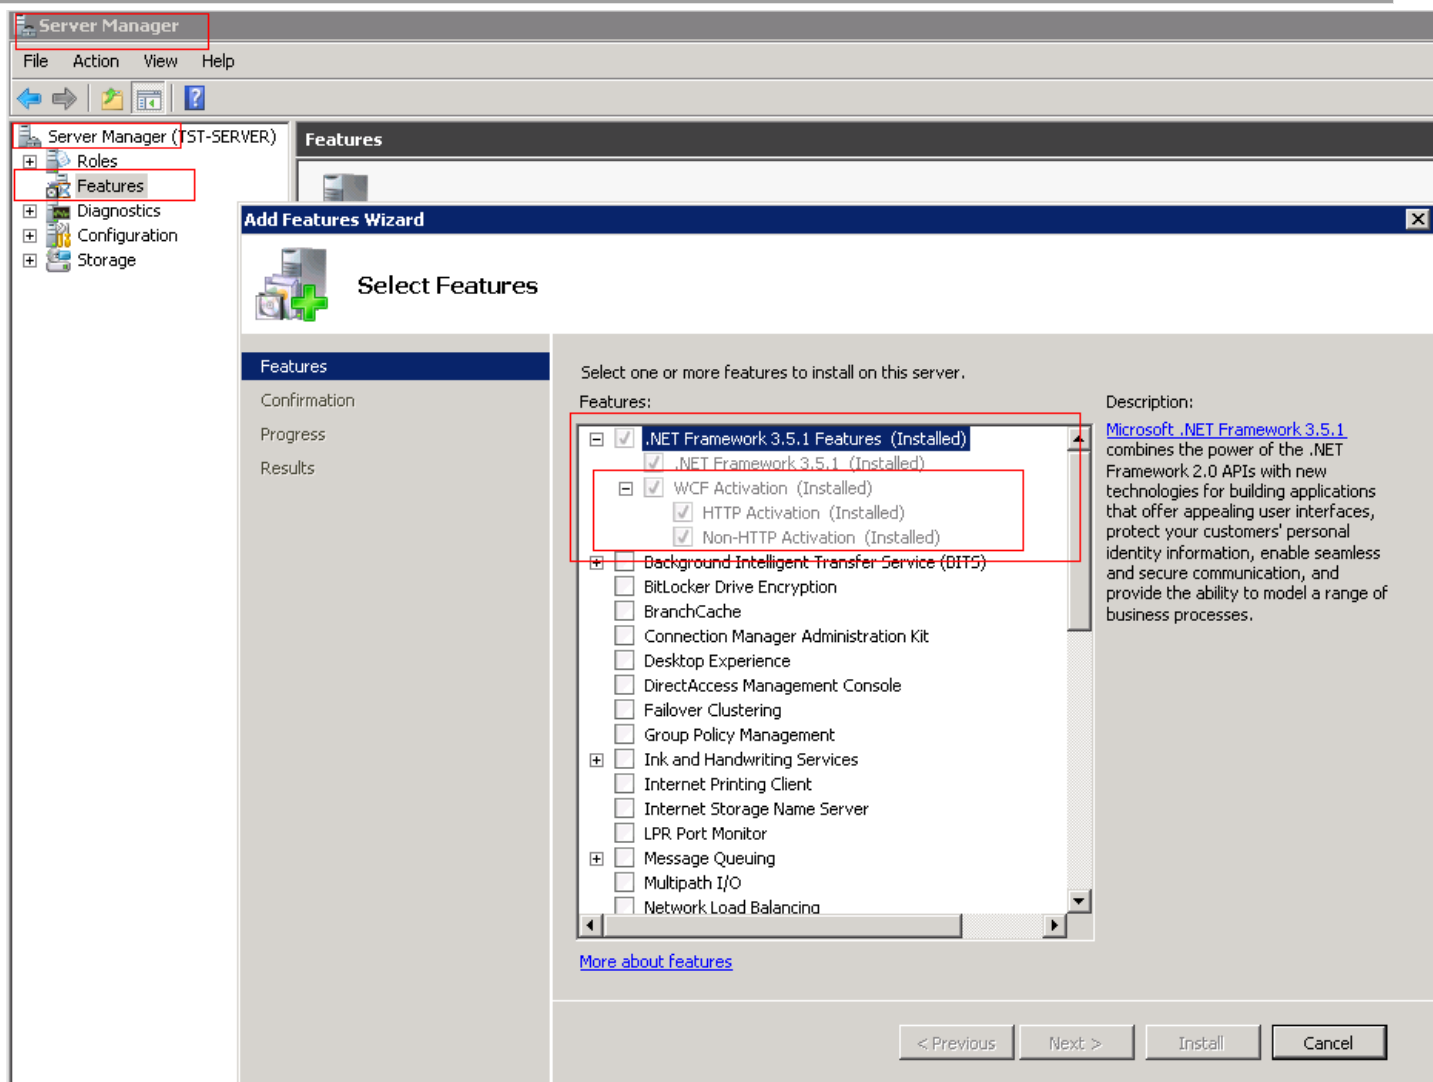 Server Manager
File Action View Help
Server Manager (TST-SERVER)
Roles
Features
Diagnostics
Configuration
Storage
Features
Add Features Wizard
Select Features
Features
Confirmation
Progress
Results
Select one or more features to install on this server.
Features:
.NET Framework 3.5.1 Features (Installed)
.NET Framework 3.5.1 (Installed)
WCF Activation (Installed)
HTTP Activation (Installed)
Non-HTTP Activation (Installed)
Background Intelligent Transfer Service (BITS)
BitLocker Drive Encryption
BranchCache
Connection Manager Administration Kit
Desktop Experience
DirectAccess Management Console
Failover Clustering
Group Policy Management
Ink and Handwriting Services
Internet Printing Client
Internet Storage Name Server
LPR Port Monitor
Message Queuing
Multipath I/O
Network Load Balancing
More about features
Description:
Microsoft .NET Framework 3.5.1
combines the power of the .NET
Framework 2.0 APIs with new
technologies for building applications
that offer appealing user interfaces,
protect your customers' personal
identity information, enable seamless
and secure communication, and
provide the ability to model a range of
business processes.
< Previous Next > Install Cancel